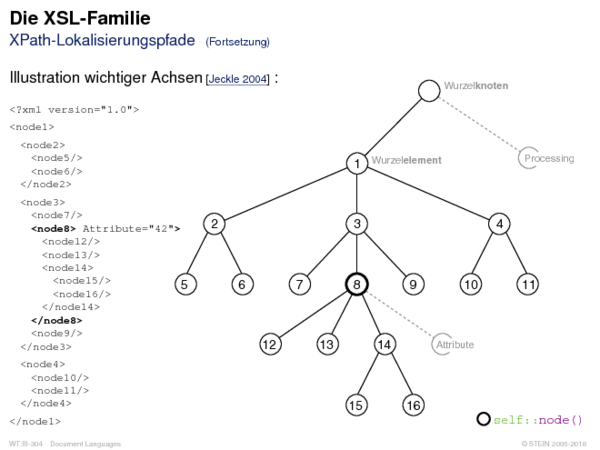 Die XSL-Familie
XPath-Lokalisierungspfade (Fortsetzung)
Illustration wichtiger Achsen [Jeckle 2004] :
<?xml version="1.0">
<node1>
<node2>
<node5/>
<node6/>
</node2>
<node3>
<node7/>
<node8> Attribute="42">
<node12/>
<node13/>
<node14>
<node15/>
<node16/>
</node14>
</node8>
<node9/>
</node3>
<node4>
<node10/>
<node11/>
</node4>
</node1>
Wurzelknoten
Processing
1 Wurzelelement
2 3 4
5 6 7 8 9 10 11
12 13 14 Attribute
15 16
self::node()
WT:III-304 Document Languages
© STEIN 2005-2018